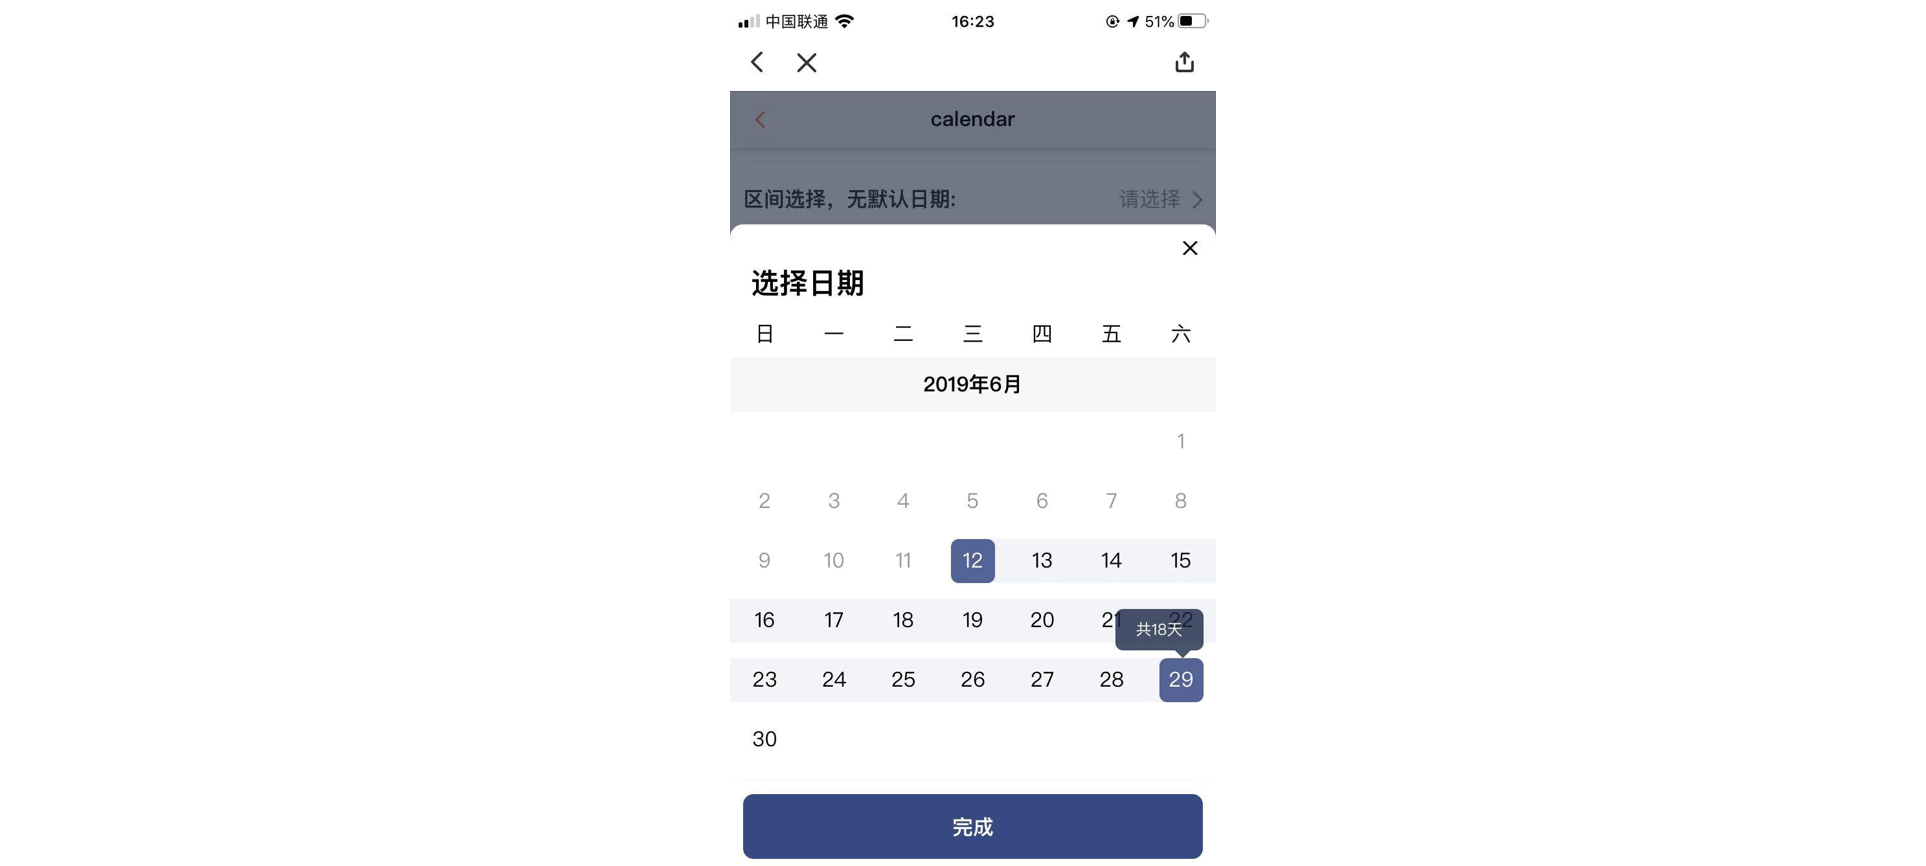 中国联通 16:23 51%
calendar
区间选择，无默认日期: 请选择
选择日期
日 一 二 三 四 五 六
2019年6月
1
2 3 4 5 6 7 8
9 10 11 12 13 14 15
16 17 18 19 20 21 22
共18天
23 24 25 26 27 28 29
30
完成